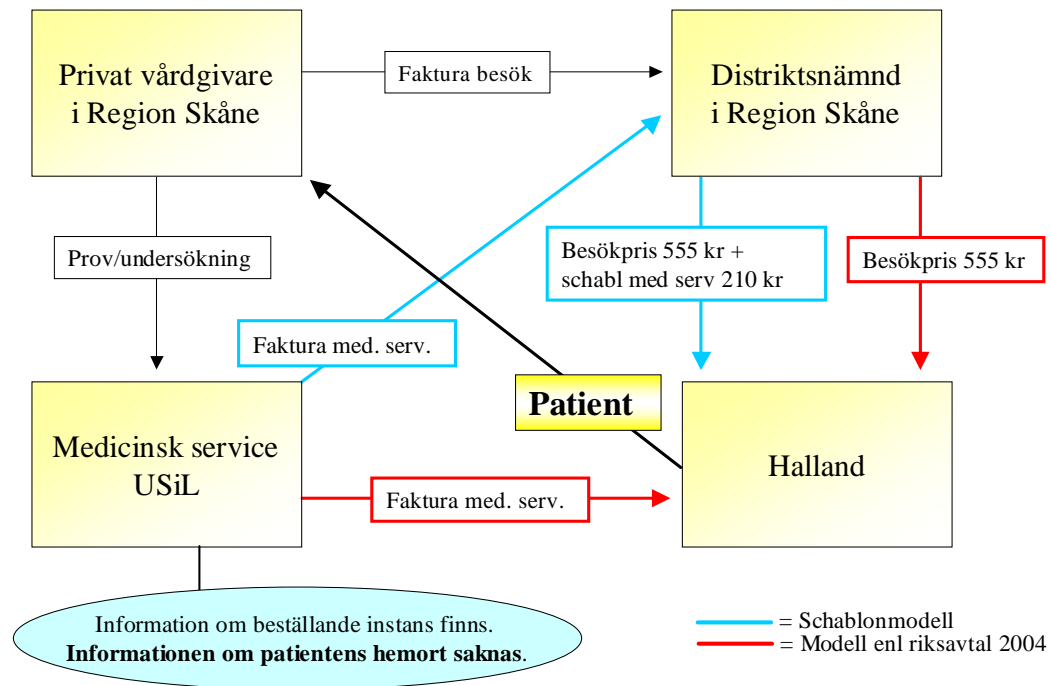 Privat vårdgivare
i Region Skåne
Faktura besök
Distriktsnämnd
i Region Skåne
Prov/undersökning
Besökpris 555 kr +
schabl med serv 210 kr
Besökpris 555 kr
Faktura med. serv.
Patient
Medicinsk service
USiL
Faktura med. serv.
Halland
Information om beställande instans finns.
Informationen om patientens hemort saknas.
= Schablonmodell
= Modell enl riksavtal 2004